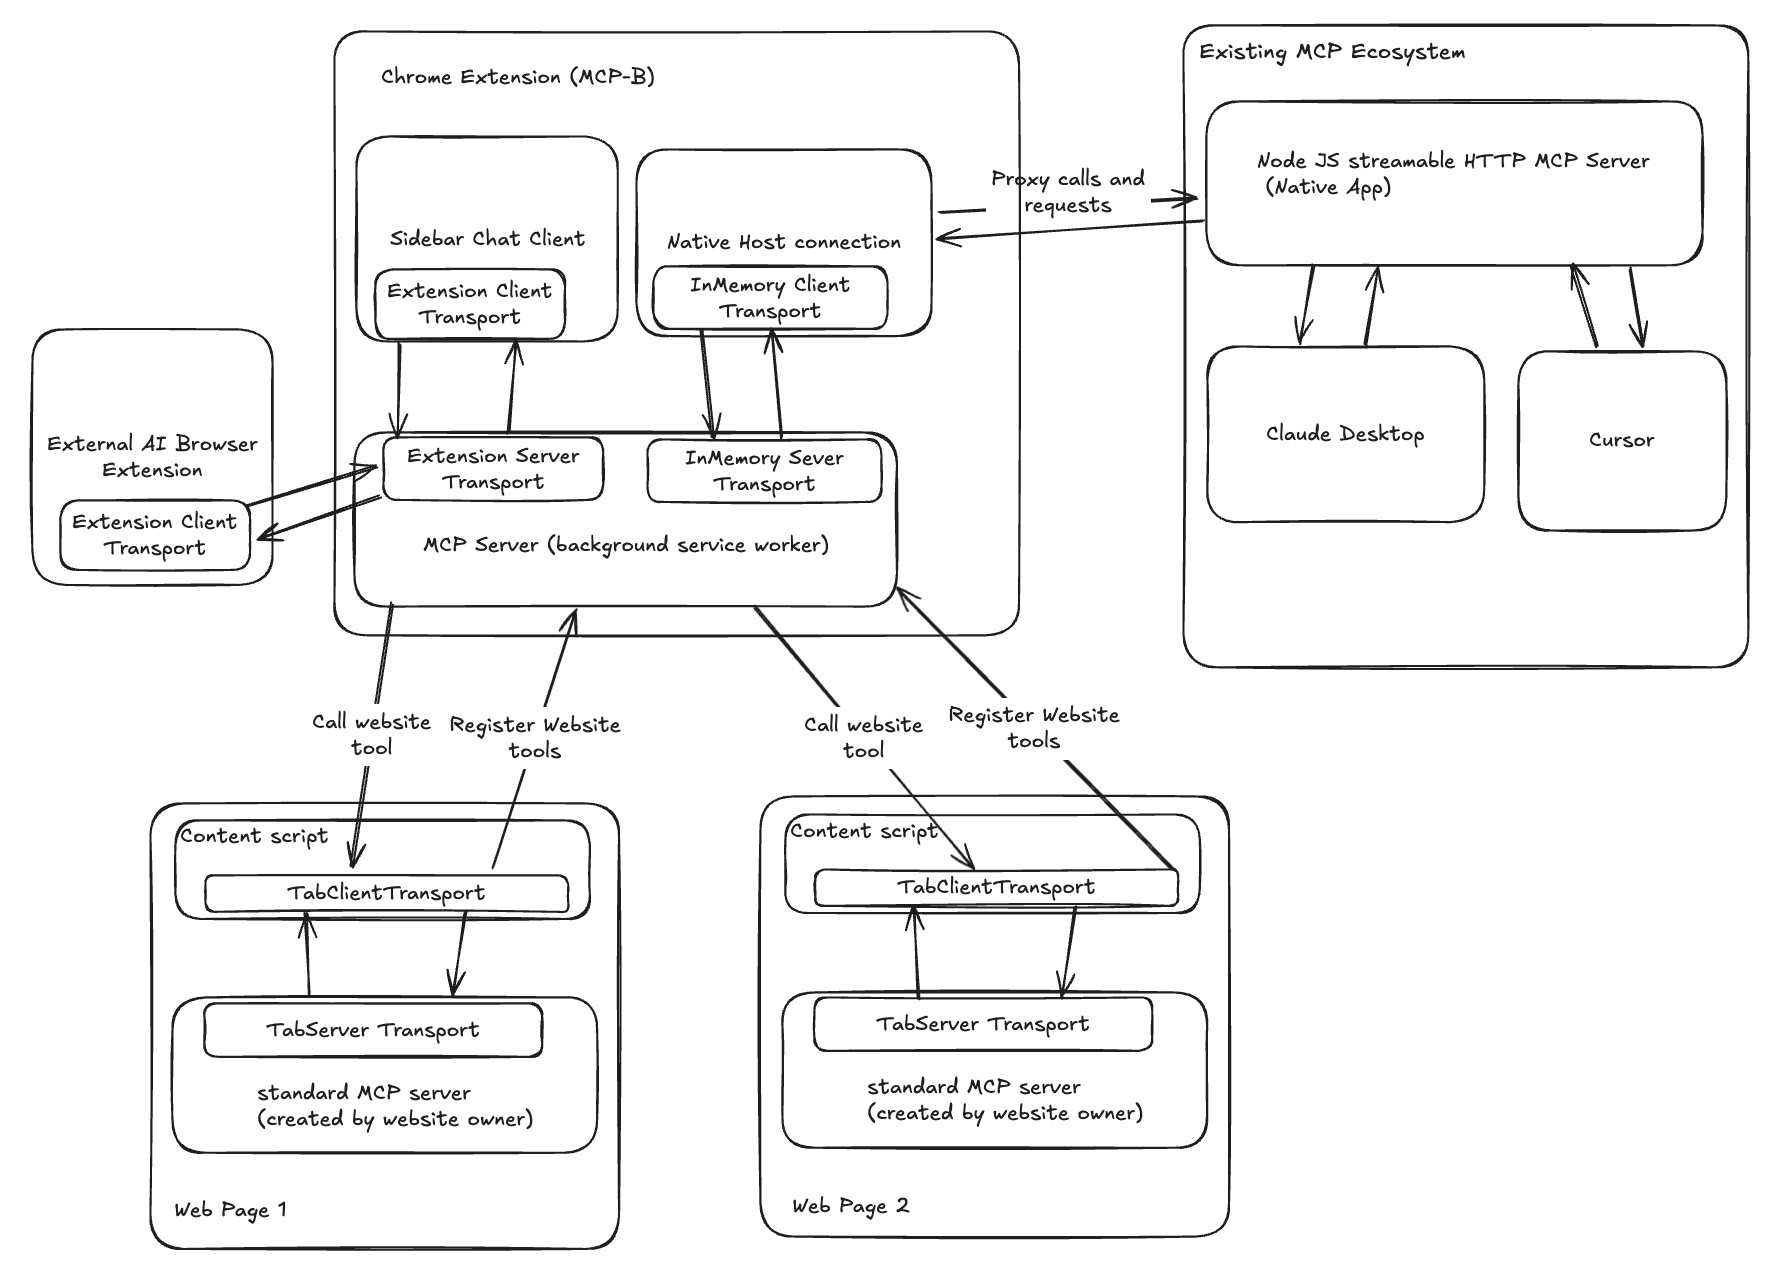 Chrome Extension (MCP-B)
Sidebar Chat Client
Extension Client
Transport
Native Host connection
InMemory Client
Transport
Proxy calls and
requests
Existing MCP Ecosystem
Node JS streamable HTTP MCP Server
(Native App)
Claude Desktop
Cursor
External AI Browser
Extension
Extension Client
Transport
Extension Server
Transport
InMemory Sever
Transport
MCP Server (background service worker)
Call website
tool
Register Website
tools
Call website
tool
Register Website
tools
Content script
TabClientTransport
TabServer Transport
standard MCP server
(created by website owner)
Web Page 1
Content script
TabClientTransport
TabServer Transport
standard MCP server
(created by website owner)
Web Page 2